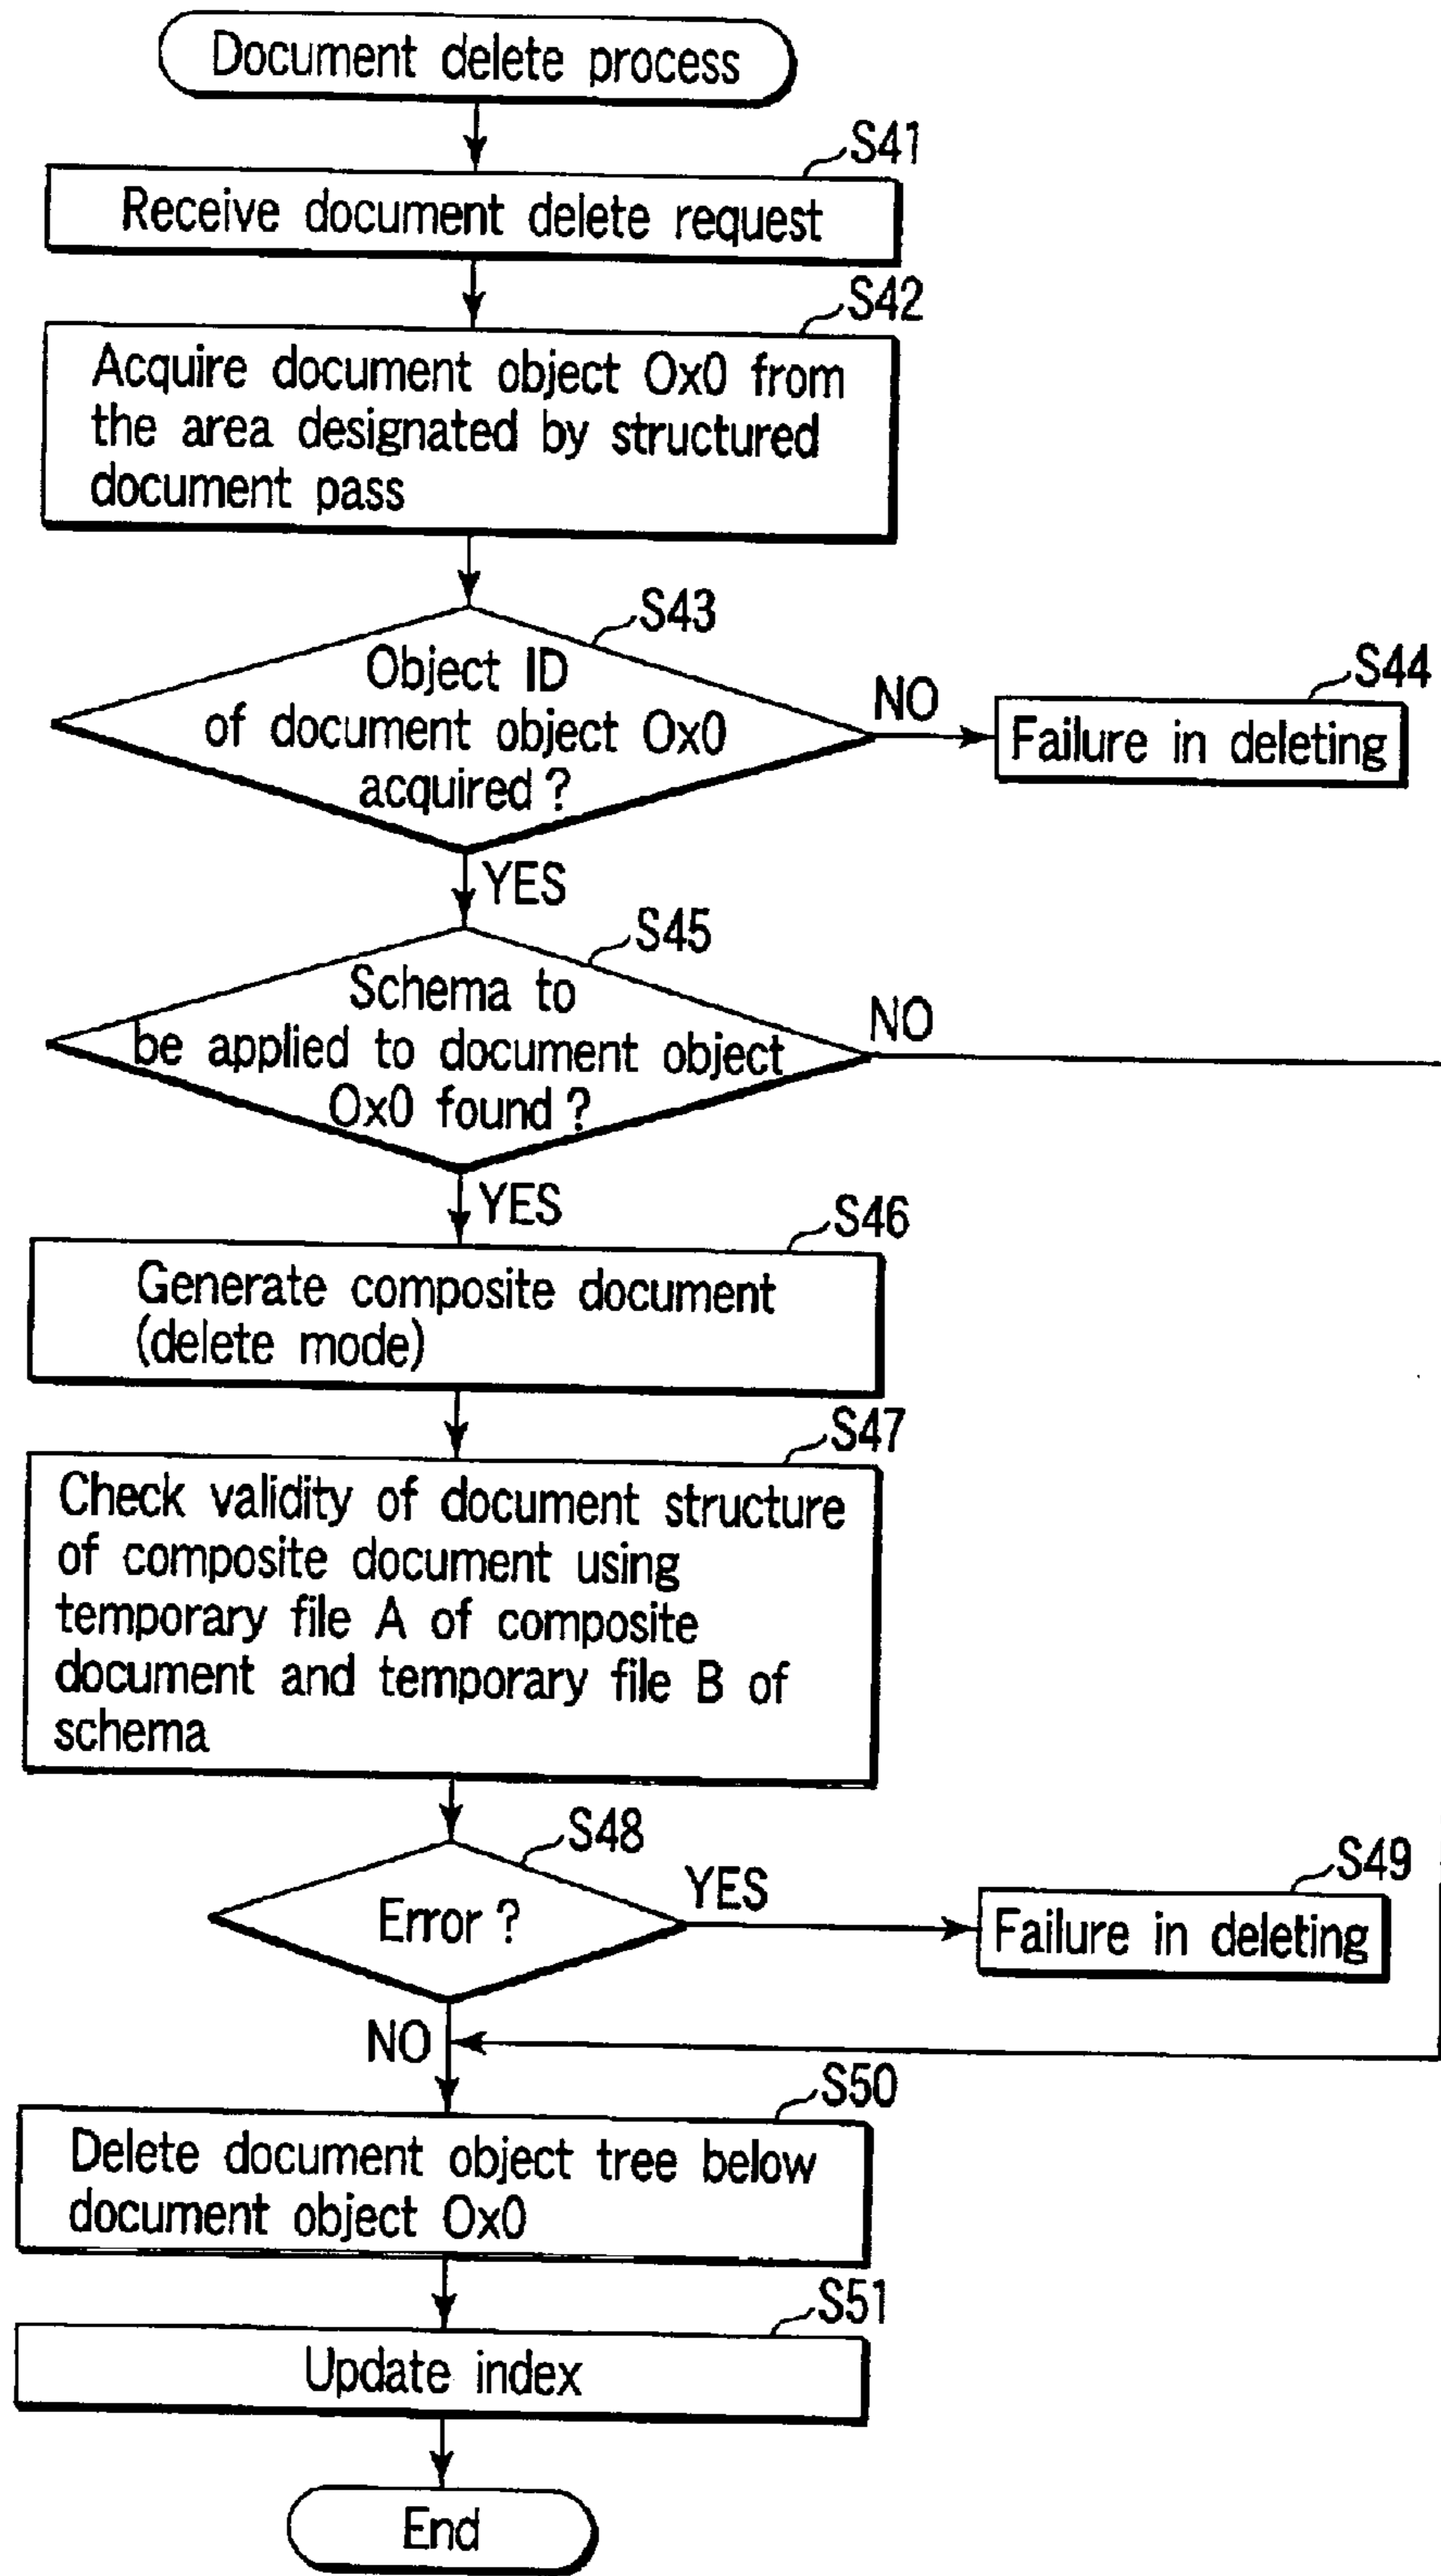 Document delete process
S41
Receive document delete request
S42
Acquire document object Ox0 from
the area designated by structured
document pass
S43
Object ID
of document object Ox0
acquired ?
NO
S44
Failure in deleting
YES
S45
Schema to
be applied to document object
Ox0 found ?
NO
YES
S46
Generate composite document
(delete mode)
S47
Check validity of document structure
of composite document using
temporary file A of composite
document and temporary file B of
schema
S48
Error ?
YES
S49
Failure in deleting
NO
S50
Delete document object tree below
document object Ox0
S51
Update index
End